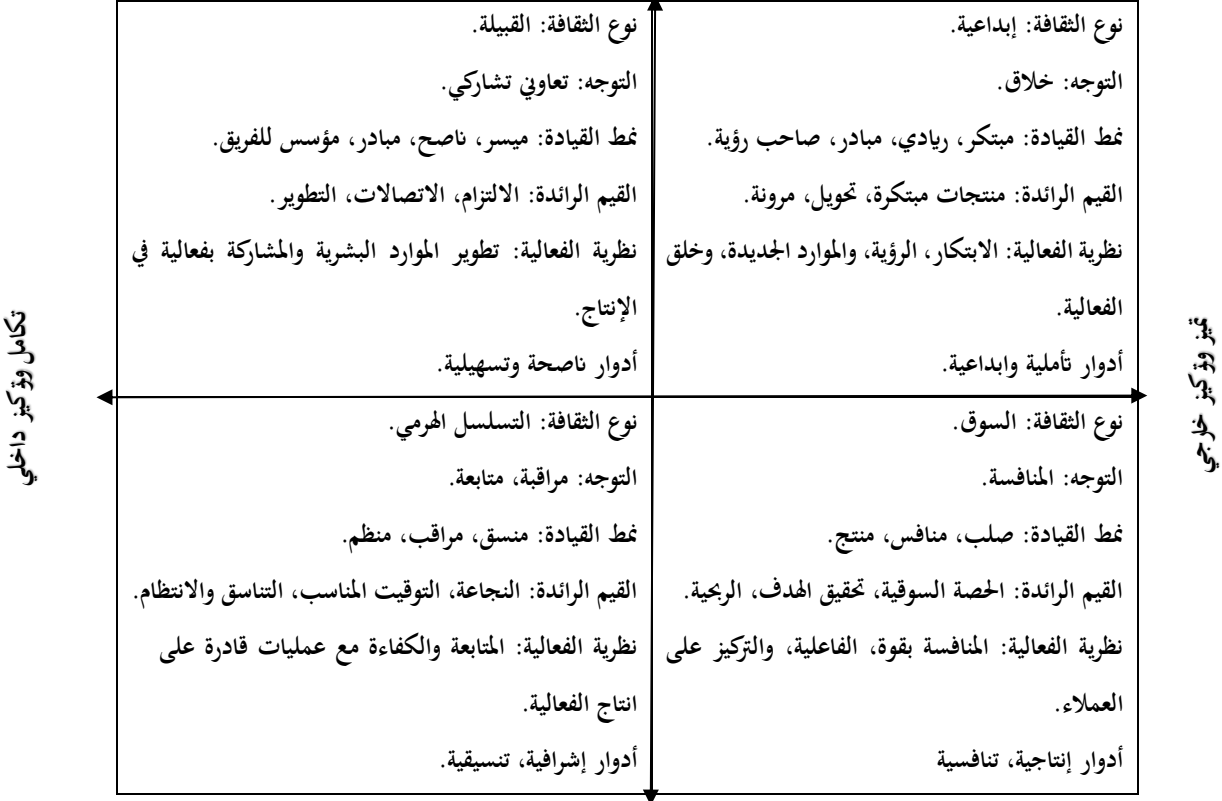 نوع الثقافة: إبداعية.
التوجه: خلاق.
نمط القيادة: مبتكر، ريادي، مبادر، صاحب رؤية.
القيم الرائدة: منتجات مبتكرة، تحويل، مرونة.
نظرية الفعالية: الابتكار، الرؤية، والموارد الجديدة، وخلق
الفعالية.
أدوار تأملية وابداعية.
نوع الثقافة: القبيلة.
التوجه: تعاوني تشاركي.
نمط القيادة: ميسر، ناصح، مبادر، مؤسس للفريق.
القيم الرائدة: الالتزام، الاتصالات، التطوير.
نظرية الفعالية: تطوير الموارد البشرية والمشاركة بفعالية في
الإنتاج.
أدوار ناصحة وتسهيلية.
تميز وتركيز خارجي
تكامل وتركيز داخلي
نوع الثقافة: السوق.
التوجه: المنافسة.
نمط القيادة: صلب، منافس، منتج.
القيم الرائدة: الحصة السوقية، تحقيق الهدف، الربحية.
نظرية الفعالية: المنافسة بقوة، الفاعلية، والتركيز على
العملاء.
أدوار إنتاجية، تنافسية
نوع الثقافة: التسلسل الهرمي.
التوجه: مراقبة، متابعة.
نمط القيادة: منسق، مراقب، منظم.
القيم الرائدة: النجاعة، التوقيت المناسب، التناسق والانتظام.
نظرية الفعالية: المتابعة والكفاءة مع عمليات قادرة على
انتاج الفعالية.
أدوار إشرافية، تنسيقية.